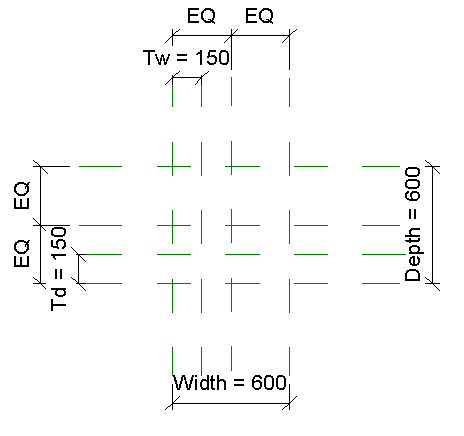 EQ EQ
Tw = 150
EQ
EQ
Td = 150
Depth = 600
Width = 600